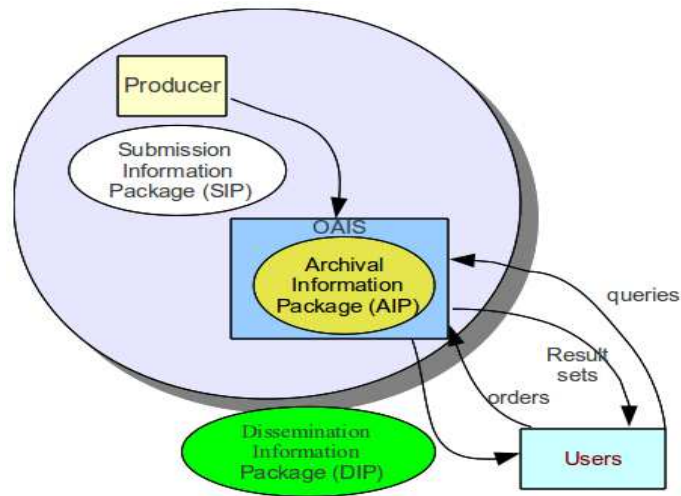 Producer
Submission
Information
Package (SIP)
OAIS
Archival
Information
Package (AIP)
queries
Result
sets
orders
Dissemination
Information
Package (DIP)
Users